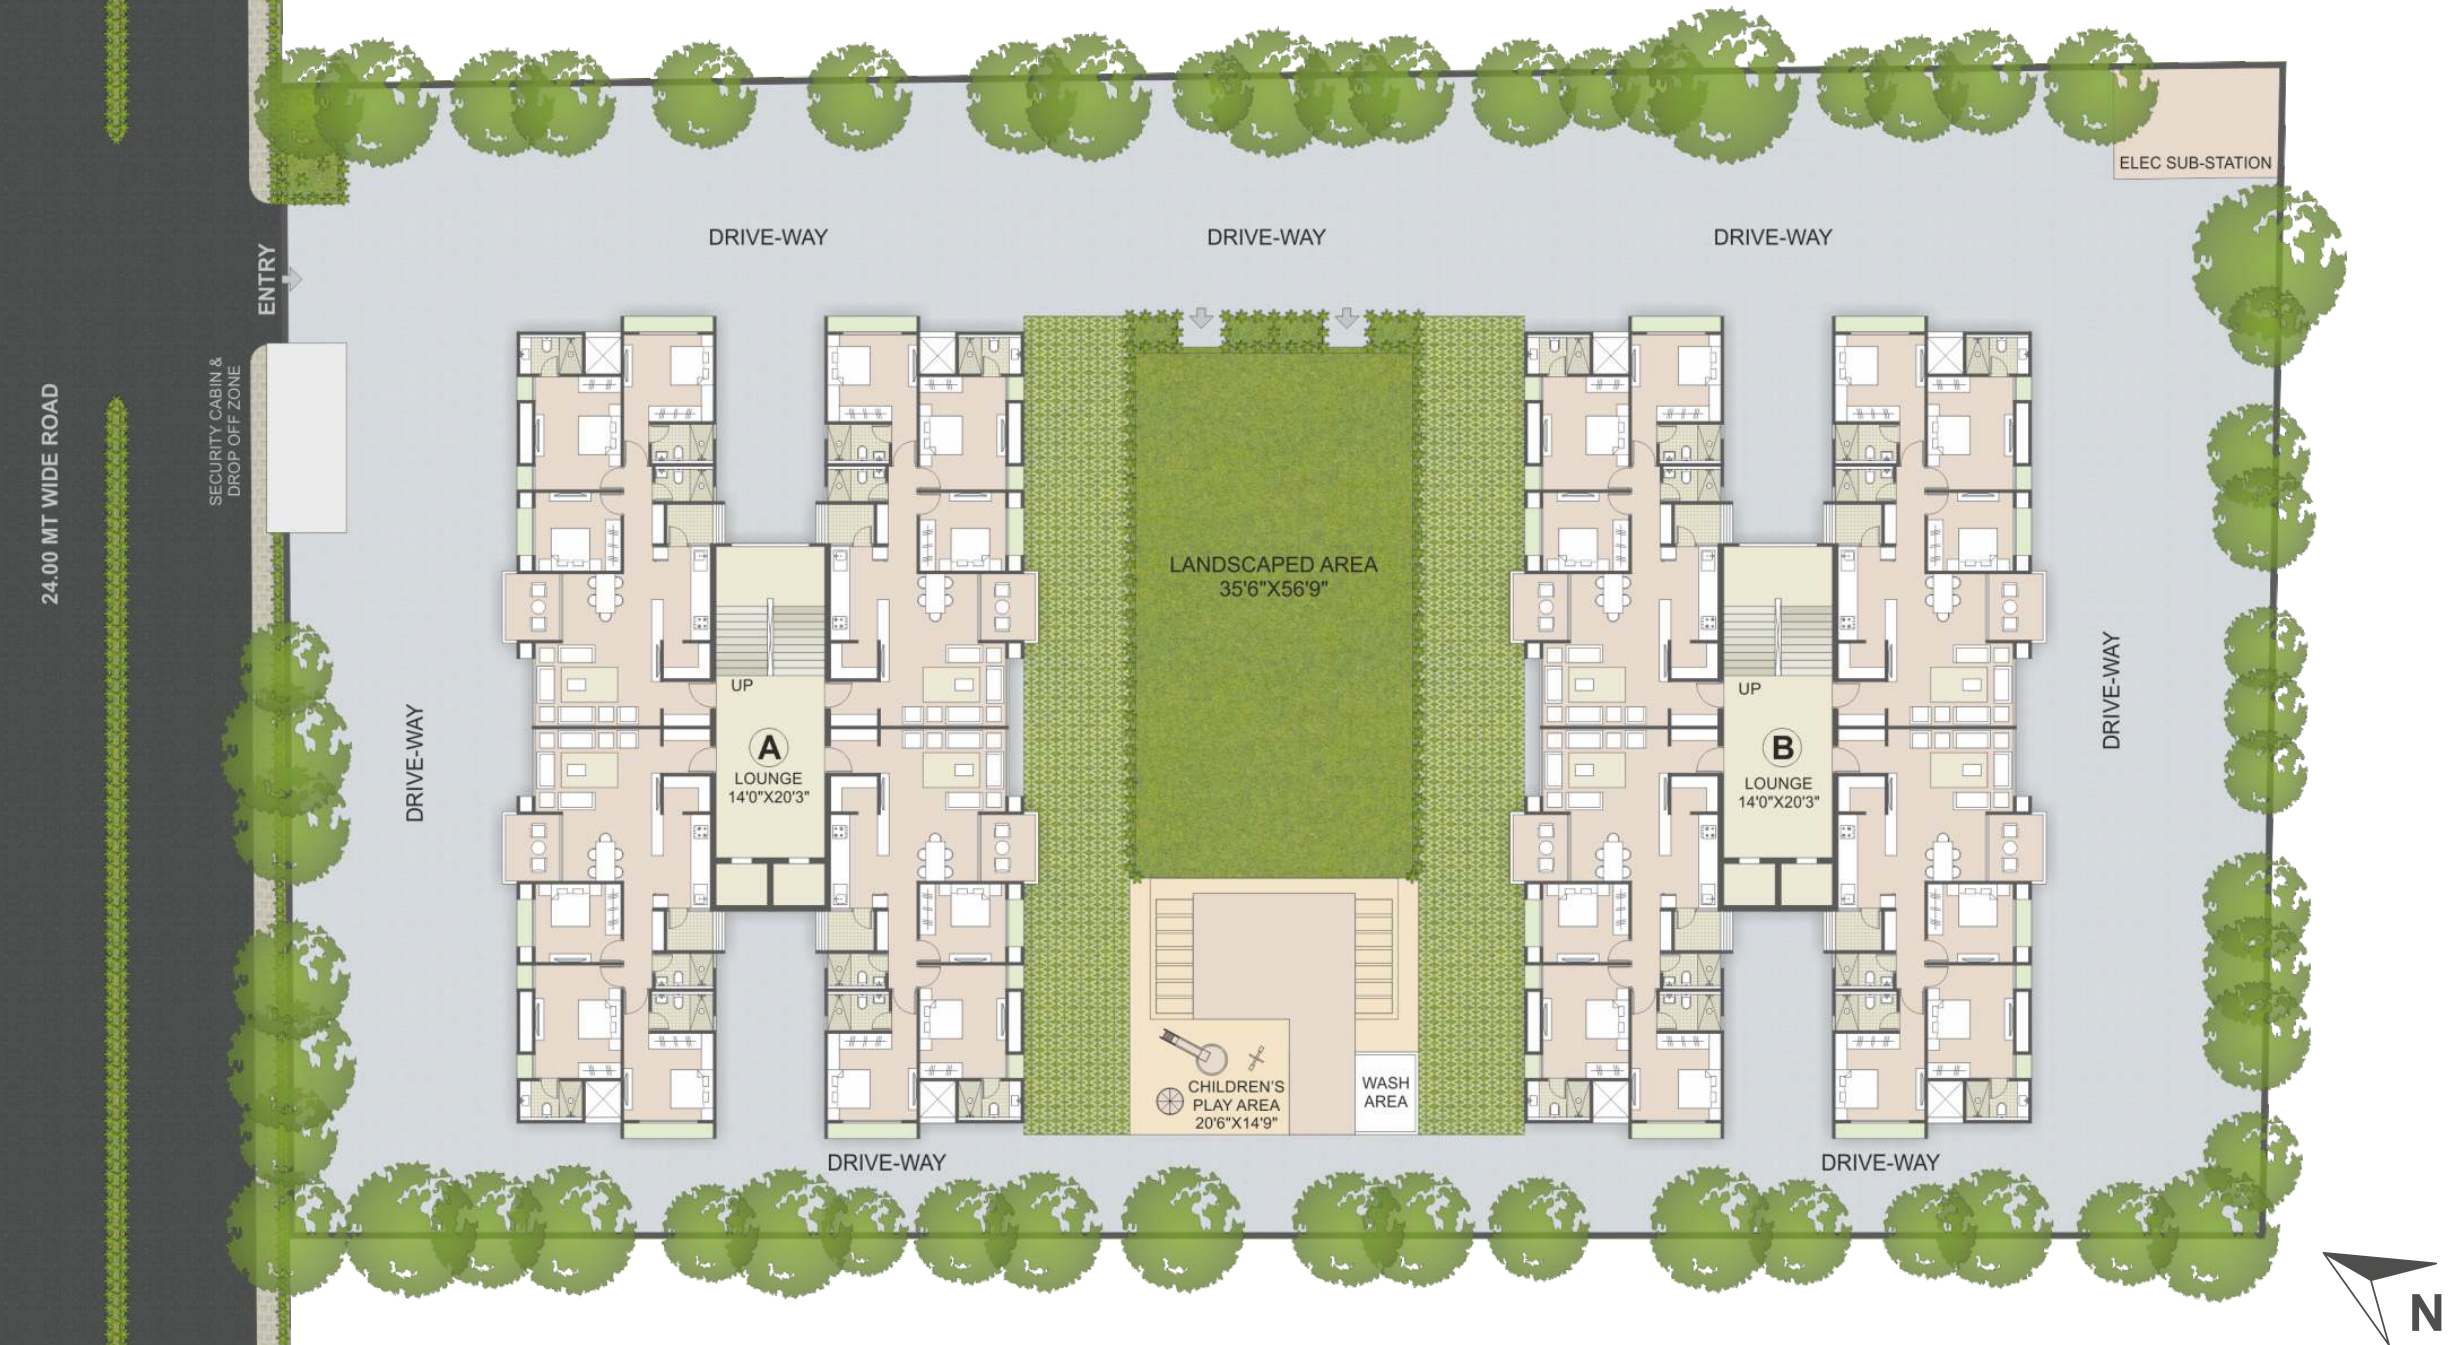 ELEC SUB-STATION
DRIVE-WAY
DRIVE-WAY
DRIVE-WAY
ENTRY
SECURITY CABIN &
DROP OFF ZONE
24.00 MT WIDE ROAD
LANDSCAPED AREA
35'6"X56'9"
UP
A
LOUNGE
14'0"X20'3"
UP
B
LOUNGE
14'0"X20'3"
DRIVE-WAY
DRIVE-WAY
CHILDREN'S
PLAY AREA
20'6"X14'9"
WASH
AREA
DRIVE-WAY
DRIVE-WAY
N